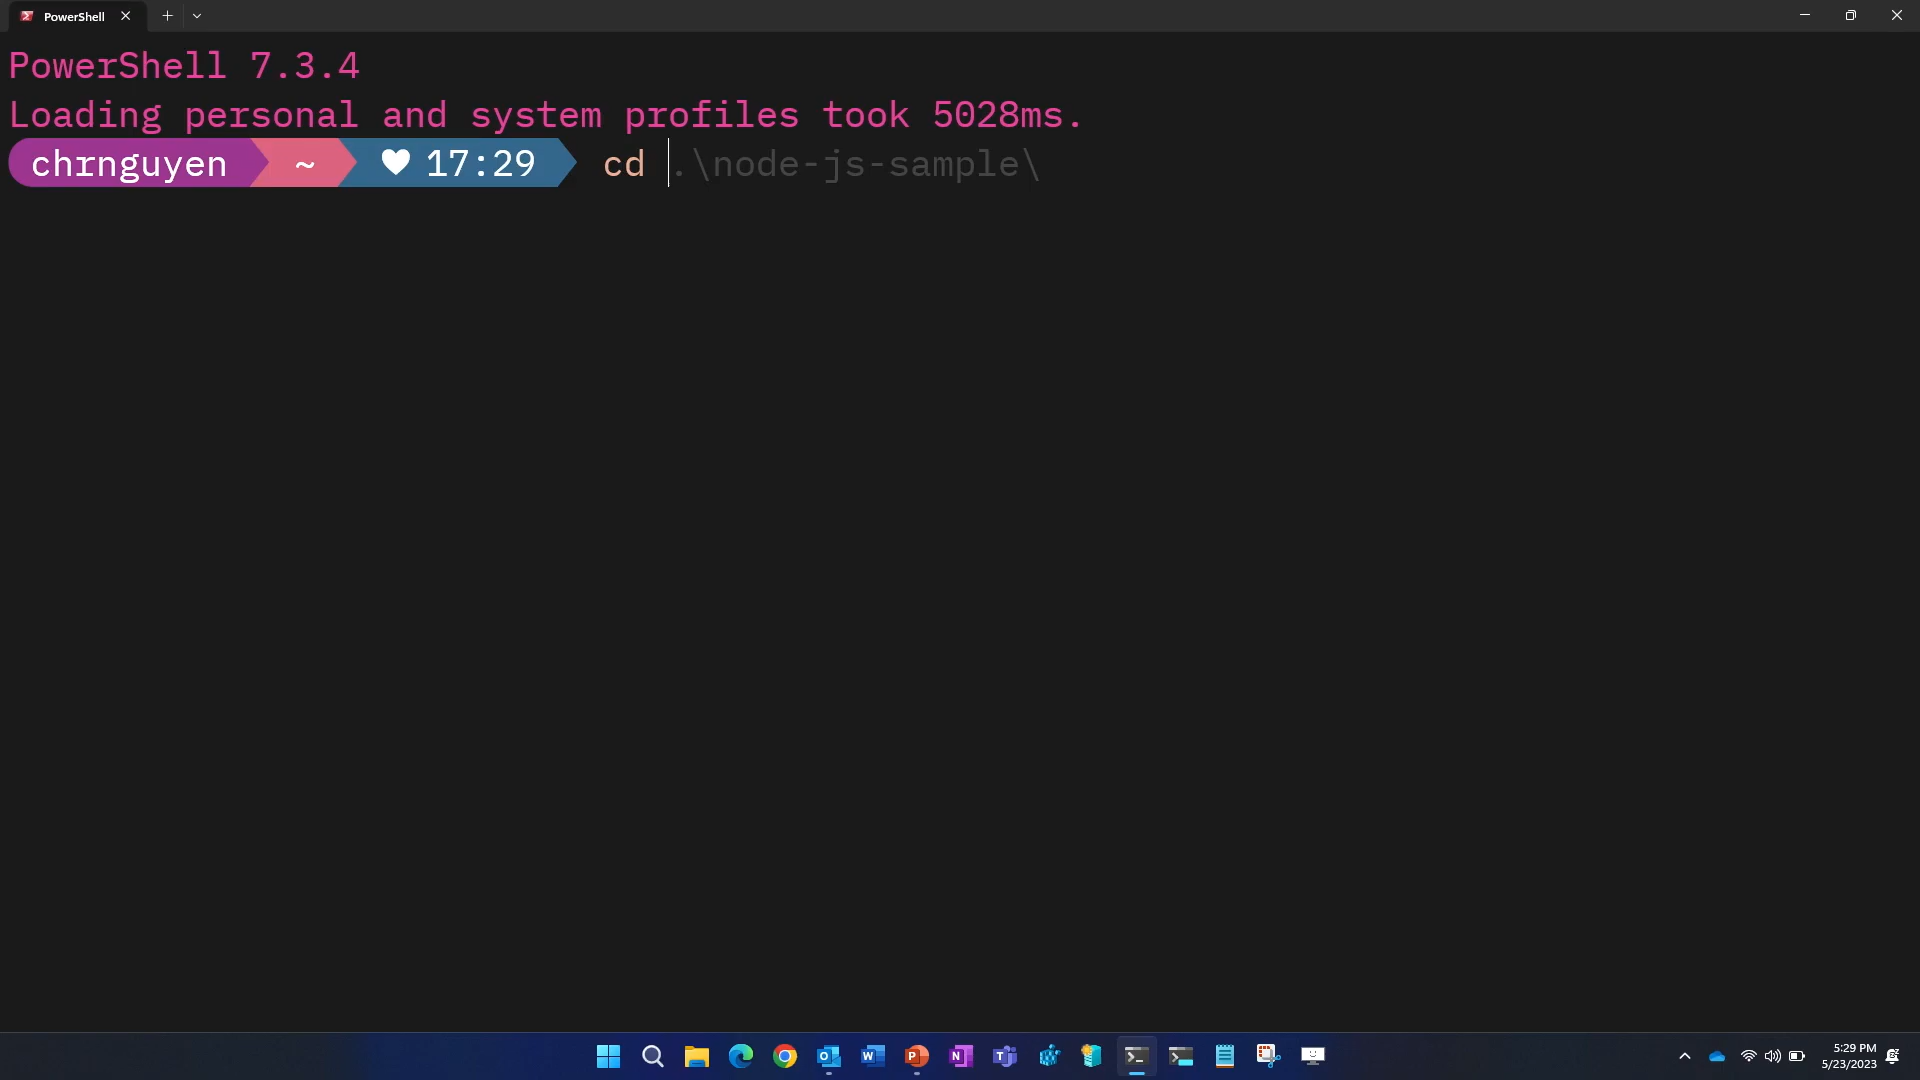 PowerShell
PowerShell 7.3.4
Loading personal and system profiles took 5028ms.
chrnguyen ~ ♥ 17:29 cd .\node-js-sample\
5:29 PM
5/23/2023